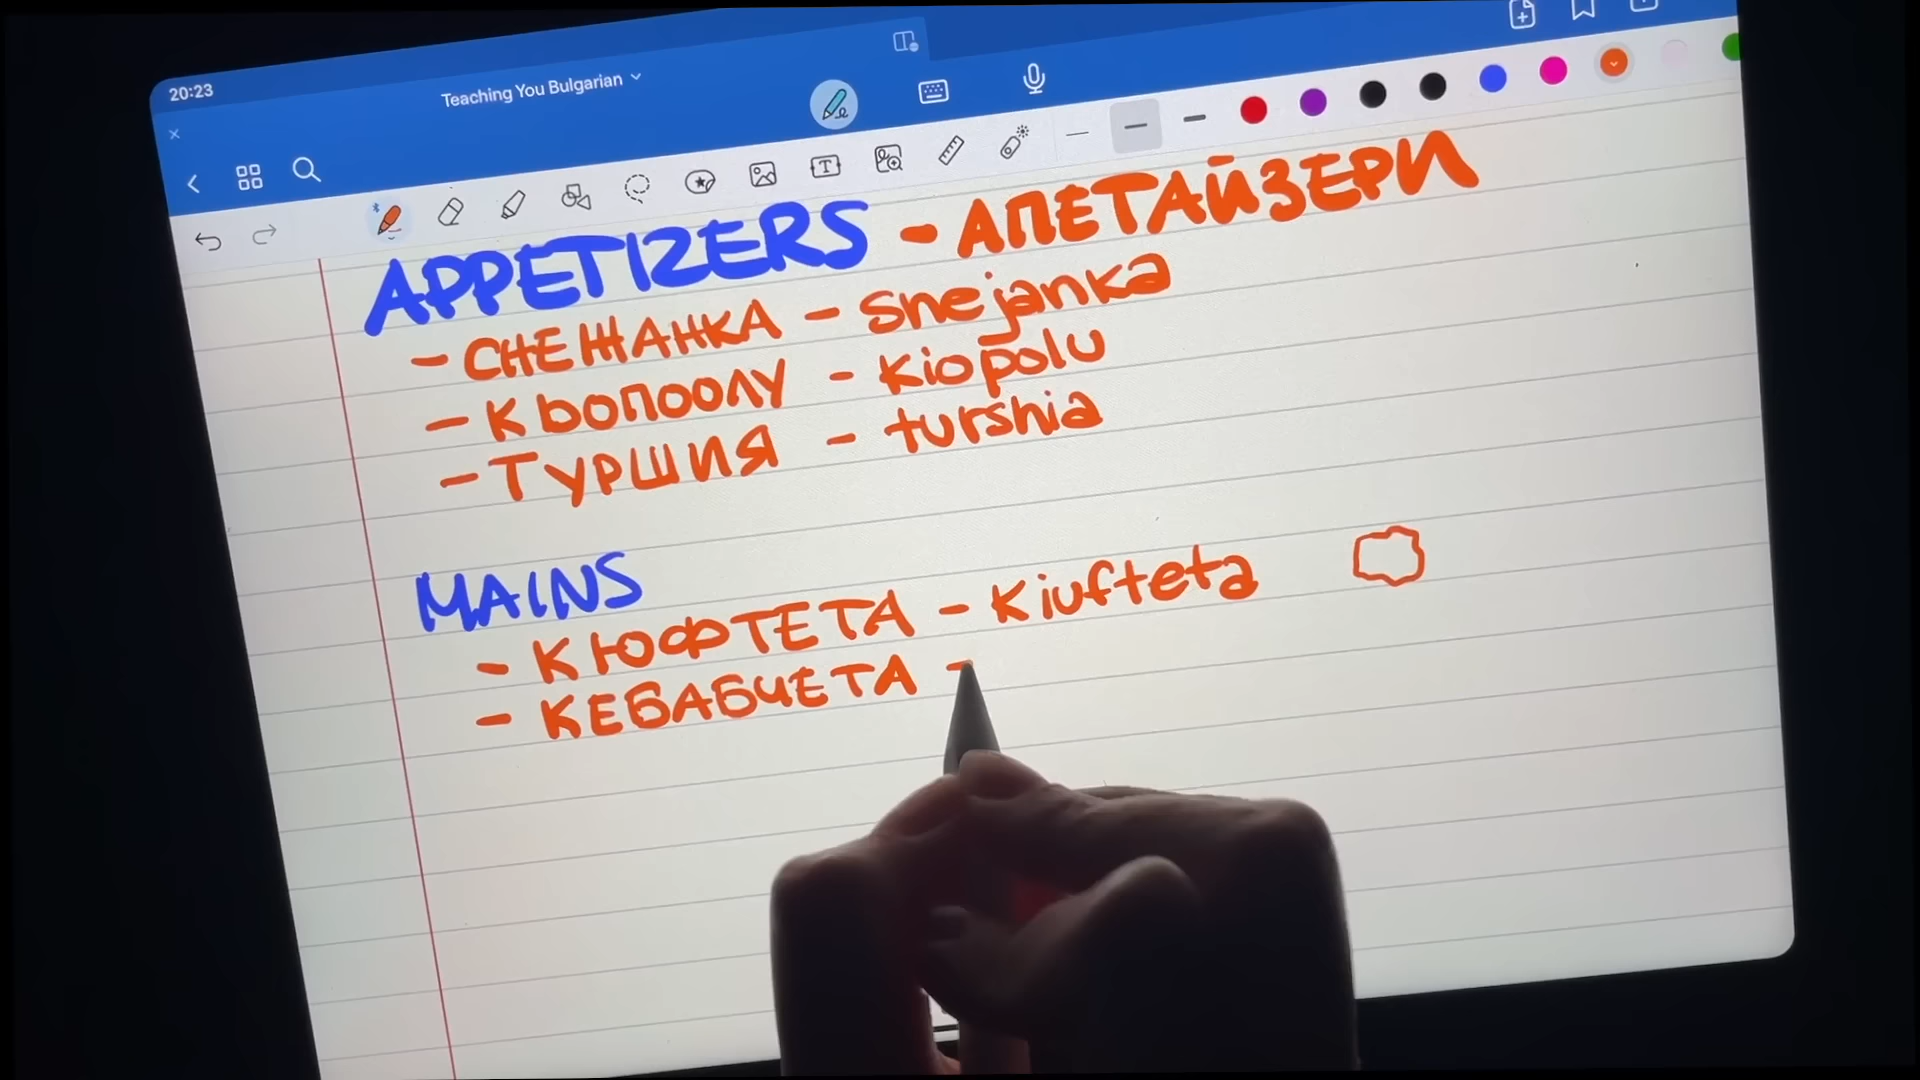 20:23
Teaching You Bulgarian
APPETIZERS - АПЕТАЙЗЕРИ
- СНЕЖАНКА - Snejanka
- КЬОПООЛУ - Kiopolu
- ТУРШИЯ - turshia
MAINS
- КЮФТЕТА - Kiufteta
- КЕБАБЧЕТА -